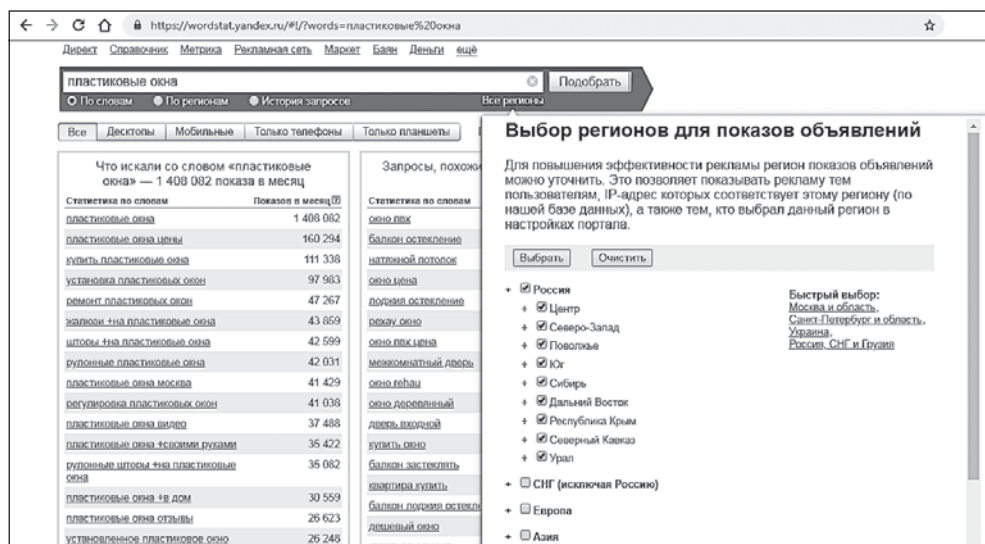 https://wordstat.yandex.ru/#!/?words=пластиковые%20окна
Директ Справочник Метрика Рекламная сеть Маркет Баян Деньги ещё
пластиковые окна
Подобрать
По словам По регионам История запросов
Все регионы
Все Десктопы Мобильные Только телефоны Только планшеты
Что искали со словом «пластиковые
окна» — 1 408 082 показа в месяц
Статистика по словам Показов в месяц
пластиковые окна 1 408 082
пластиковые окна цены 160 294
купить пластиковые окна 111 338
установка пластиковых окон 97 983
ремонт пластиковых окон 47 267
жалюзи +на пластиковые окна 43 859
шторы +на пластиковые окна 42 599
рулонные пластиковые окна 42 031
пластиковые окна москва 41 429
регулировка пластиковых окон 41 038
пластиковые окна видео 37 488
пластиковые окна +своими руками 35 422
рулонные шторы +на пластиковые
окна 35 082
пластиковые окна +в дом 30 559
пластиковые окна отзывы 26 623
установленное пластиковое окно 26 248
Запросы, похожи
Статистика по словам
окно пвх
балкон остекление
натяжной потолок
окно цена
лоджия остекление
рехау окно
окно пвх цена
межкомнатный дверь
окно rehau
окно деревянный
дверь входной
купить окно
балкон застеклять
квартира купить
балкон лоджия остекле
дешевый окно
Выбор регионов для показов объявлений
Для повышения эффективности рекламы регион показов объявлений
можно уточнить. Это позволяет показывать рекламу тем
пользователям, IP-адрес которых соответствует этому региону (по
нашей базе данных), а также тем, кто выбрал данный регион в
настройках портала.
Выбрать Очистить
+ Россия
+ Центр
+ Северо-Запад
+ Поволжье
+ Юг
+ Сибирь
+ Дальний Восток
+ Республика Крым
+ Северный Кавказ
+ Урал
+ СНГ (исключая Россию)
+ Европа
+ Азия
Быстрый выбор:
Москва и область,
Санкт-Петербург и область,
Украина,
Россия, СНГ и Грузия